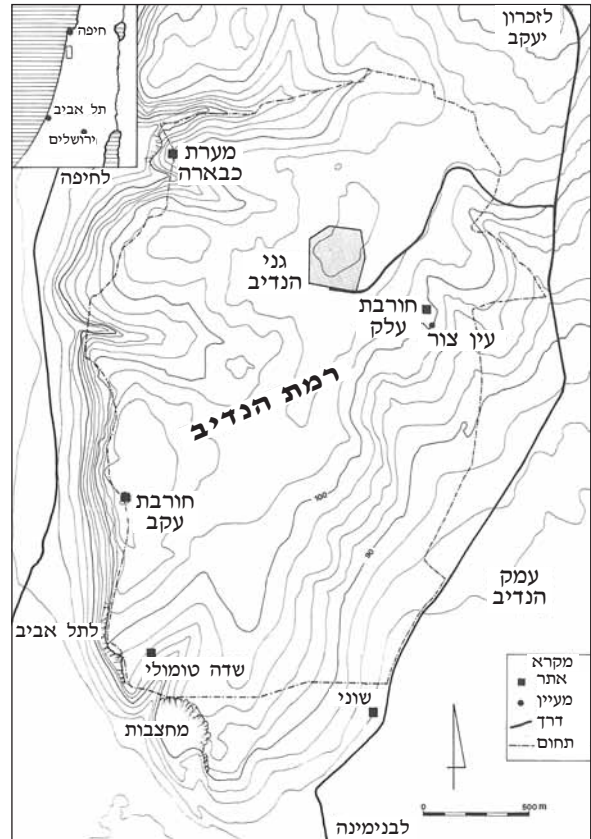 חיפה
תל אביב
ירושלים
לחיפה
לזכרון
יעקב
מערת
כבארה
גני
הנדיב
חורבת
עלק
עין צור
רמת הנדיב
חורבת
עקב
100
90
עמק
הנדיב
לתל אביב
שדה טומולי
מחצבות
שוני
לבנימינה
מקרא
אתר
מעיין
דרך
תחום
0
500 m